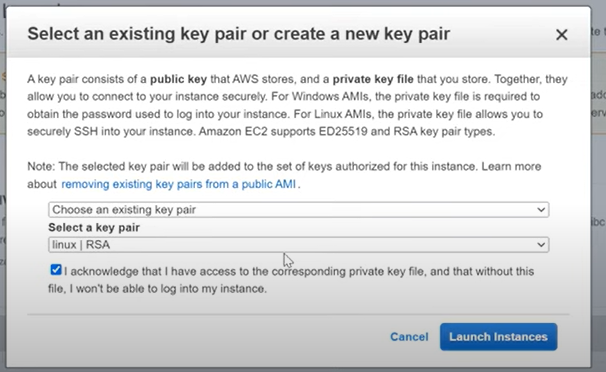 Select an existing key pair or create a new key pair
A key pair consists of a public key that AWS stores, and a private key file that you store. Together, they
allow you to connect to your instance securely. For Windows AMIs, the private key file is required to
obtain the password used to log into your instance. For Linux AMIs, the private key file allows you to
securely SSH into your instance. Amazon EC2 supports ED25519 and RSA key pair types.
Note: The selected key pair will be added to the set of keys authorized for this instance. Learn more
about removing existing key pairs from a public AMI .
Choose an existing key pair
Select a key pair
linux | RSA
I acknowledge that I have access to the corresponding private key file, and that without this
file, I won't be able to log into my instance.
Cancel Launch Instances